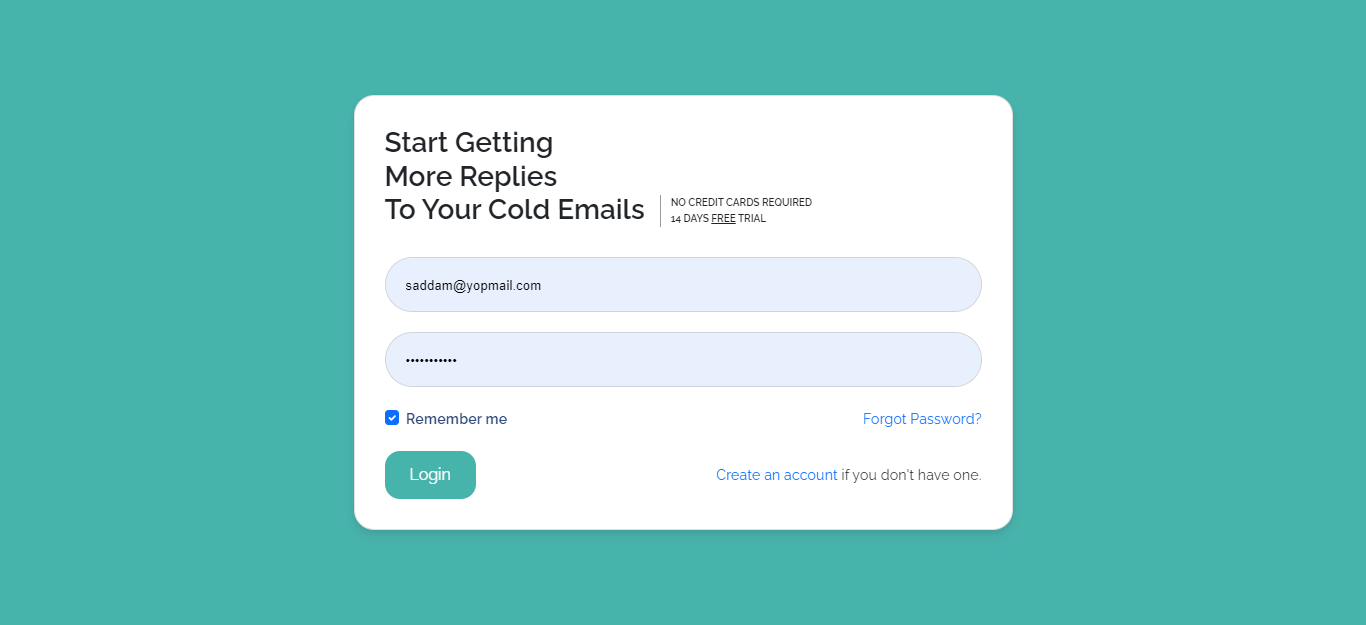 Start Getting
More Replies
To Your Cold Emails
NO CREDIT CARDS REQUIRED
14 DAYS FREE TRIAL
saddam@yopmail.com
•••••••••••
Remember me
Forgot Password?
Login
Create an account if you don't have one.